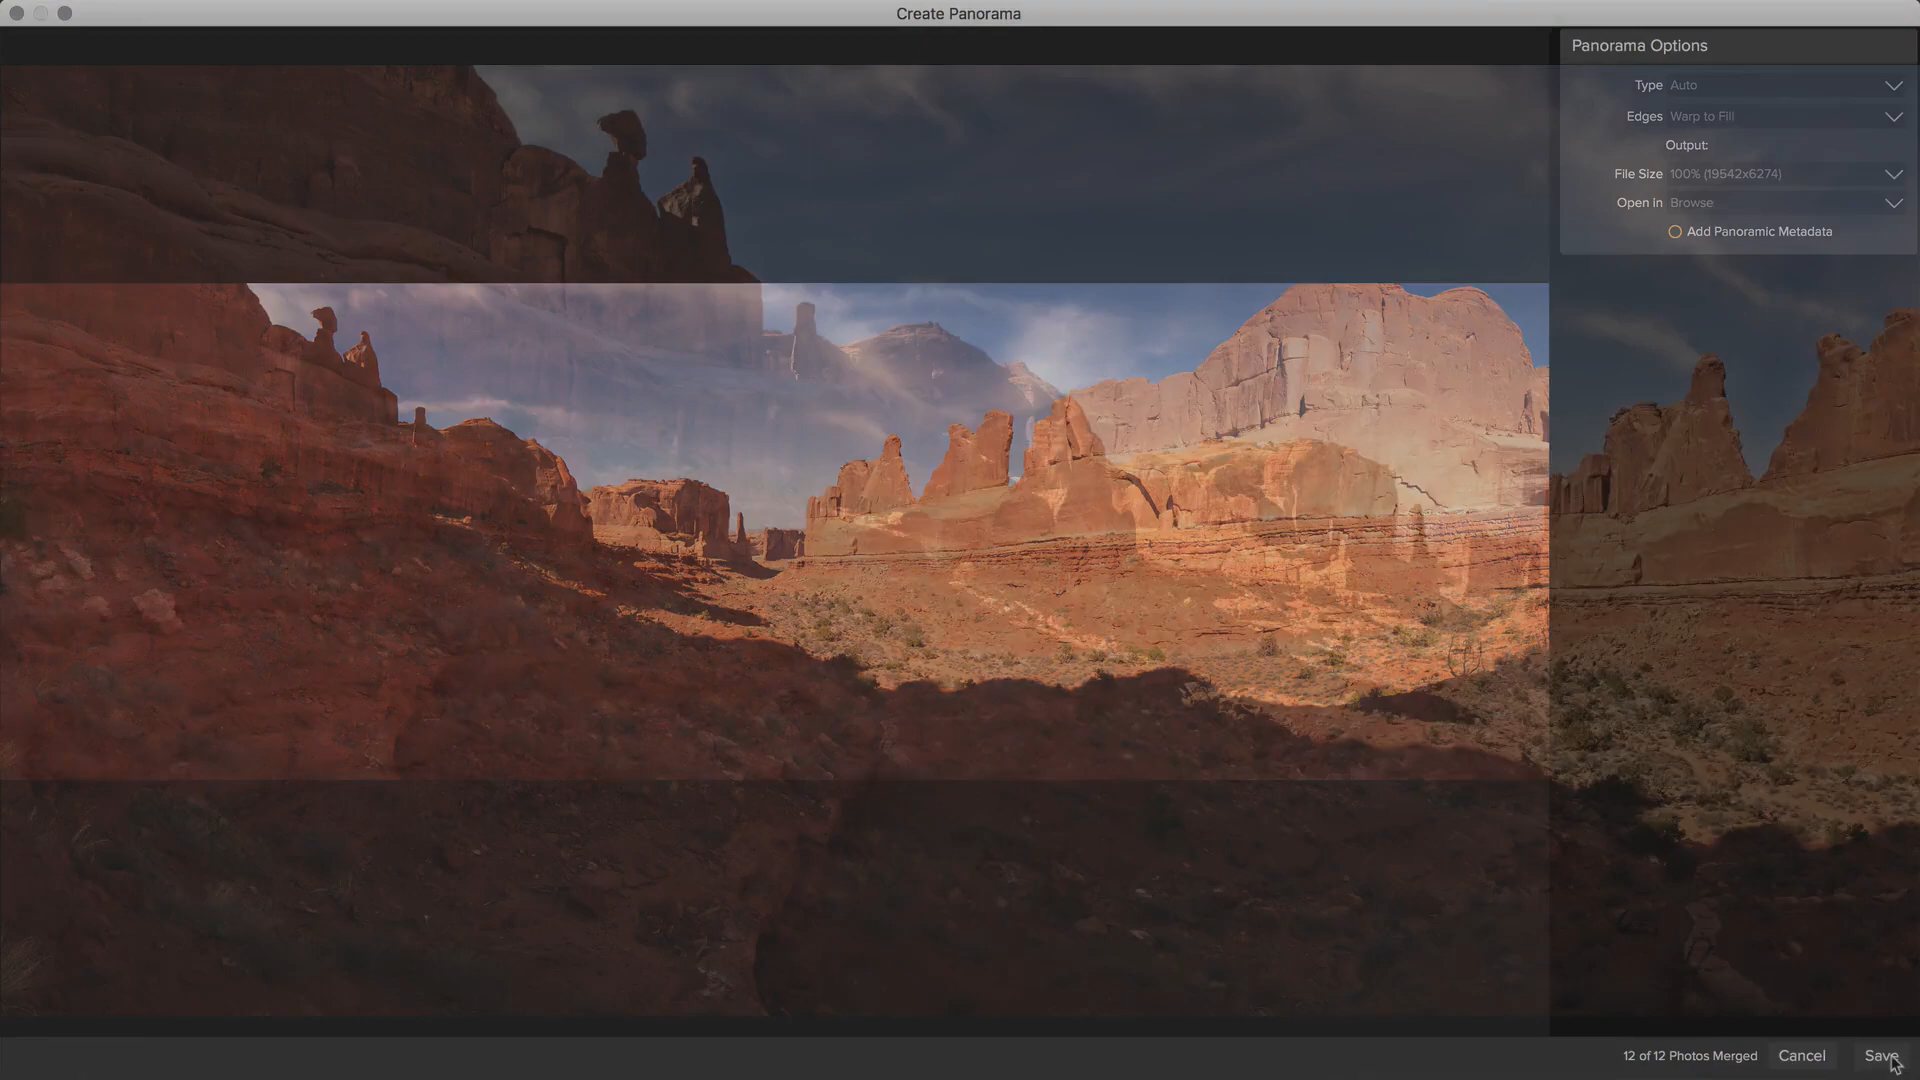 Create Panorama
Panorama Options
Type Auto
Edges Warp to Fill
Output:
File Size 100% (19542x6274)
Open in Browse
Add Panoramic Metadata
12 of 12 Photos Merged Cancel Save